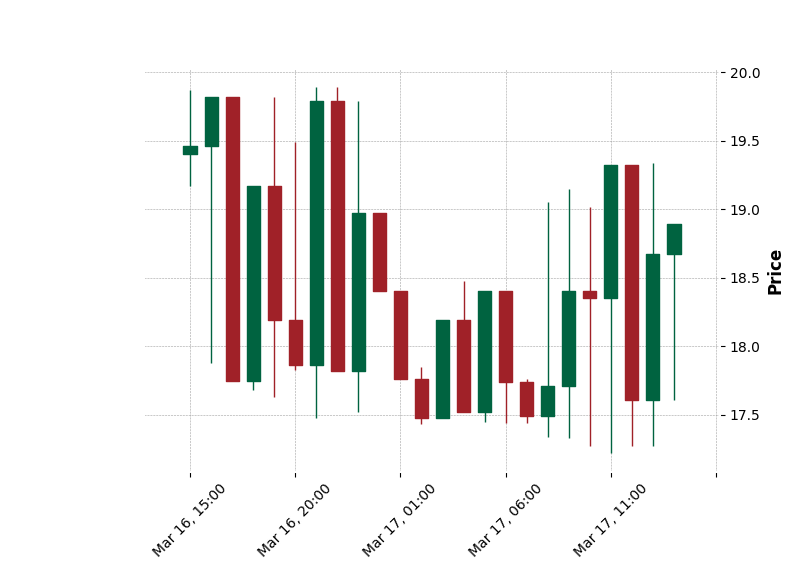 20.0
19.5
19.0
18.5
18.0
17.5
Price
Mar 16, 15:00
Mar 16, 20:00
Mar 17, 01:00
Mar 17, 06:00
Mar 17, 11:00